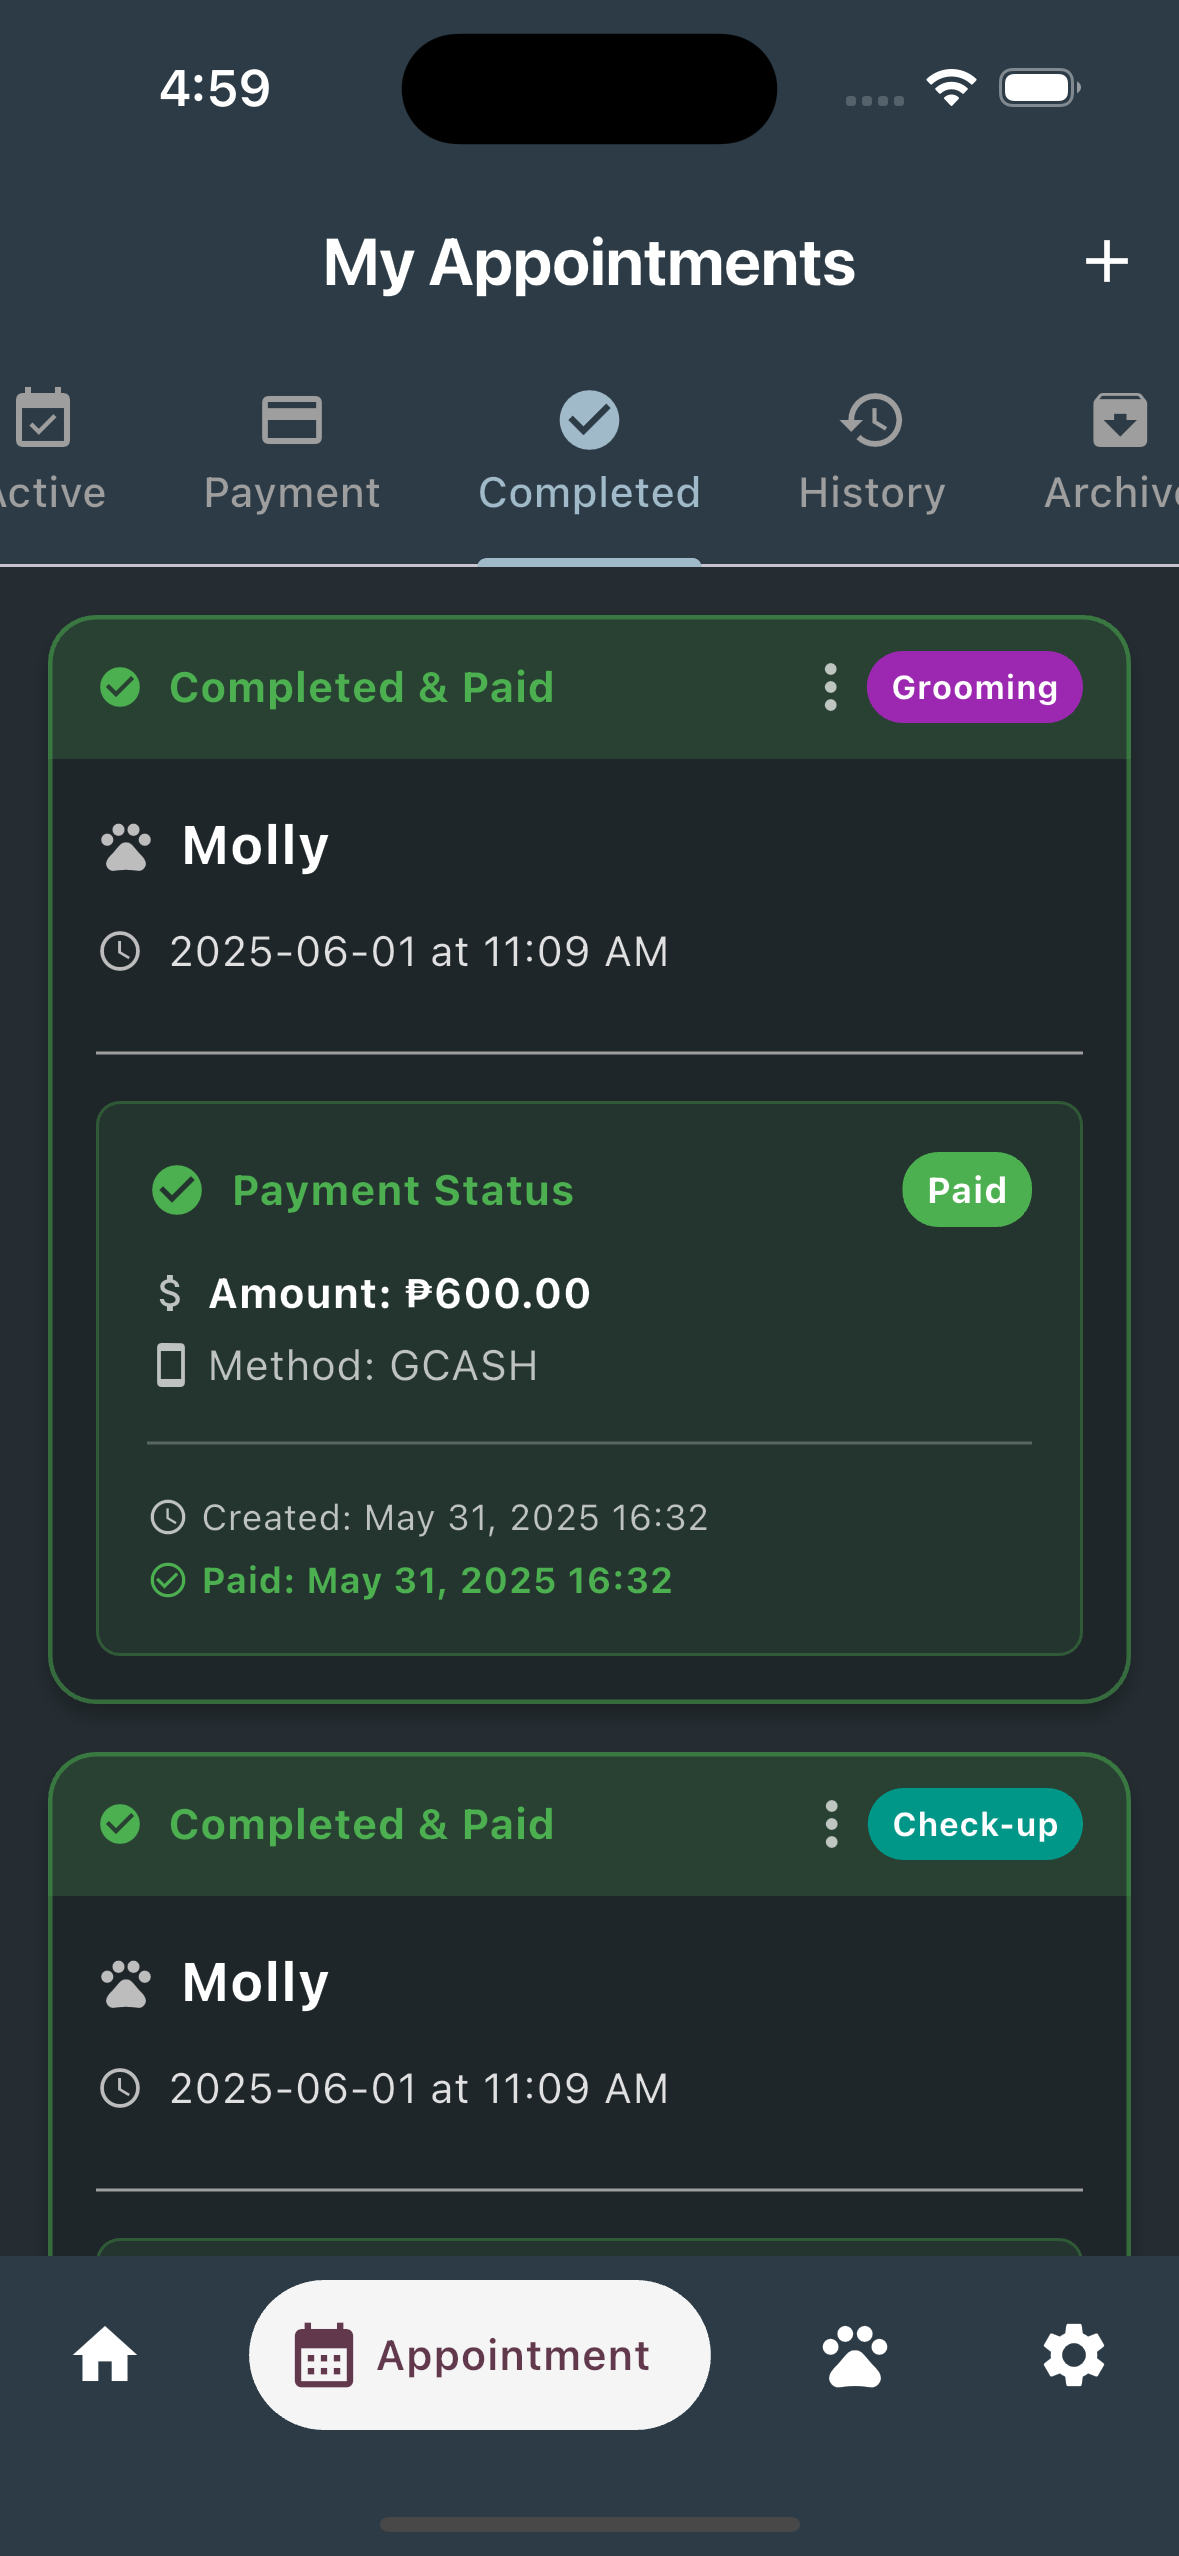 4:59
My Appointments
Active Payment Completed History Archive
Completed & Paid Grooming
Molly
2025-06-01 at 11:09 AM
Payment Status Paid
Amount: ₱600.00
Method: GCASH
Created: May 31, 2025 16:32
Paid: May 31, 2025 16:32
Completed & Paid Check-up
Molly
2025-06-01 at 11:09 AM
Appointment